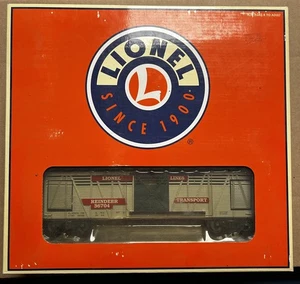 LIONEL
L
SINCE 1900
®
LIONEL LINES
REINDEER TRANSPORT
36704